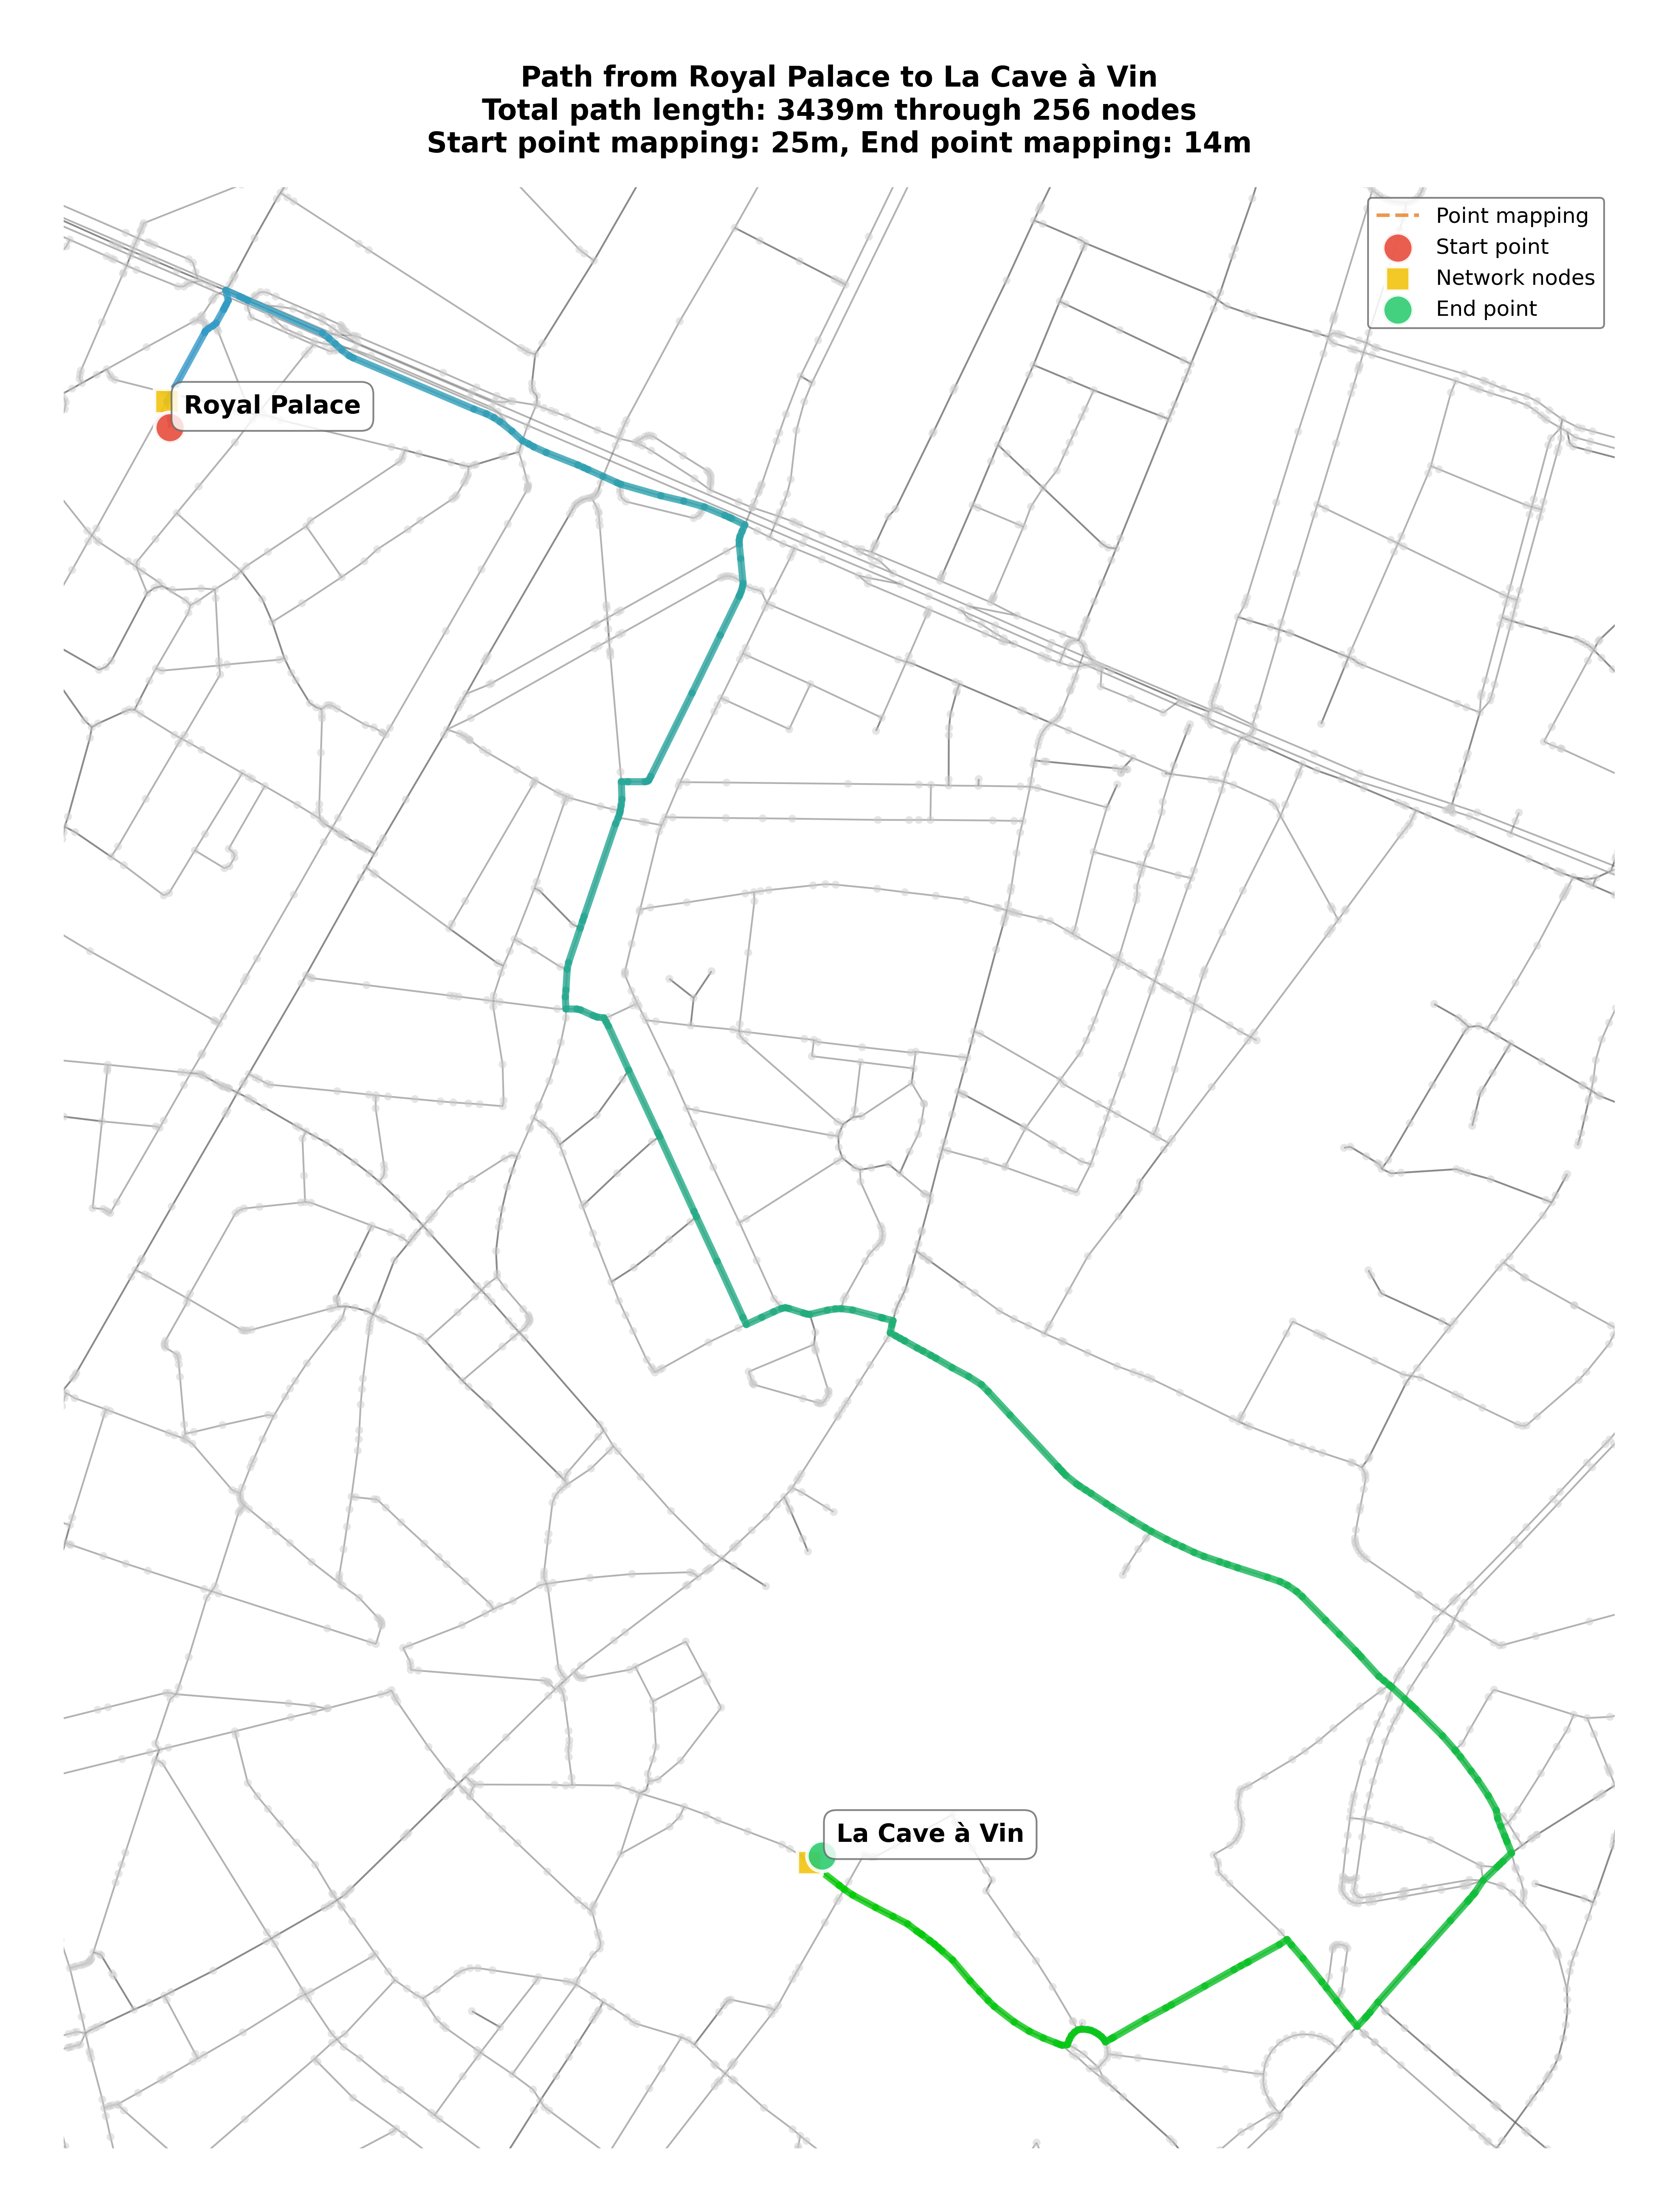 Path from Royal Palace to La Cave à Vin
Total path length: 3439m through 256 nodes
Start point mapping: 25m, End point mapping: 14m
Point mapping
Start point
Network nodes
End point
Royal Palace
La Cave à Vin